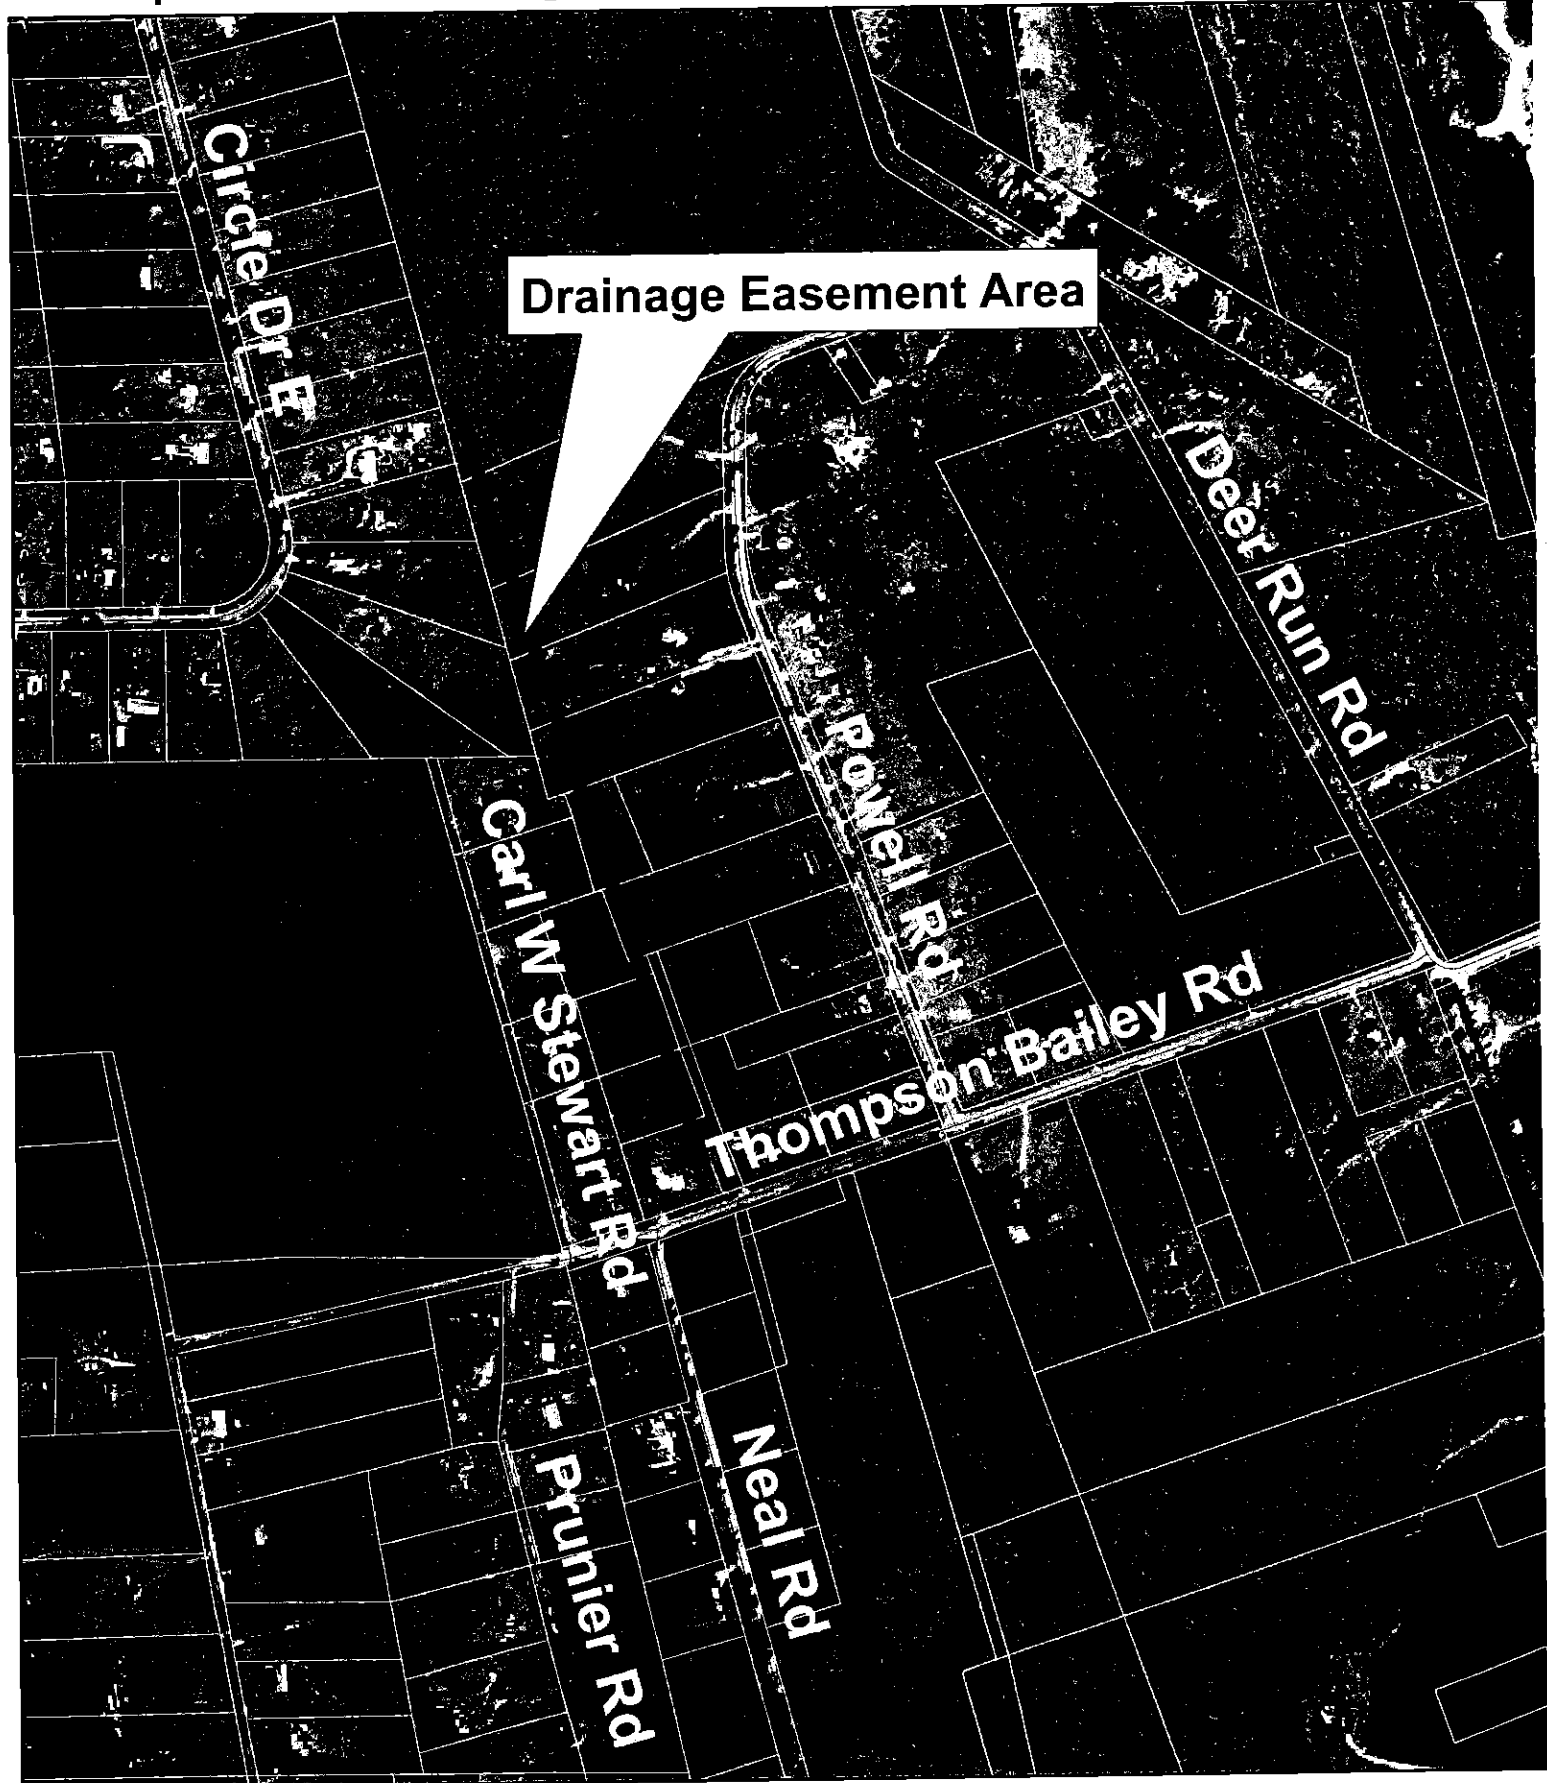 Circle Dr E
Drainage Easement Area
Deer Run Rd
Powell Rd
Carl W Stewart Rd
Thompson Bailey Rd
Neal Rd
Prunier Rd